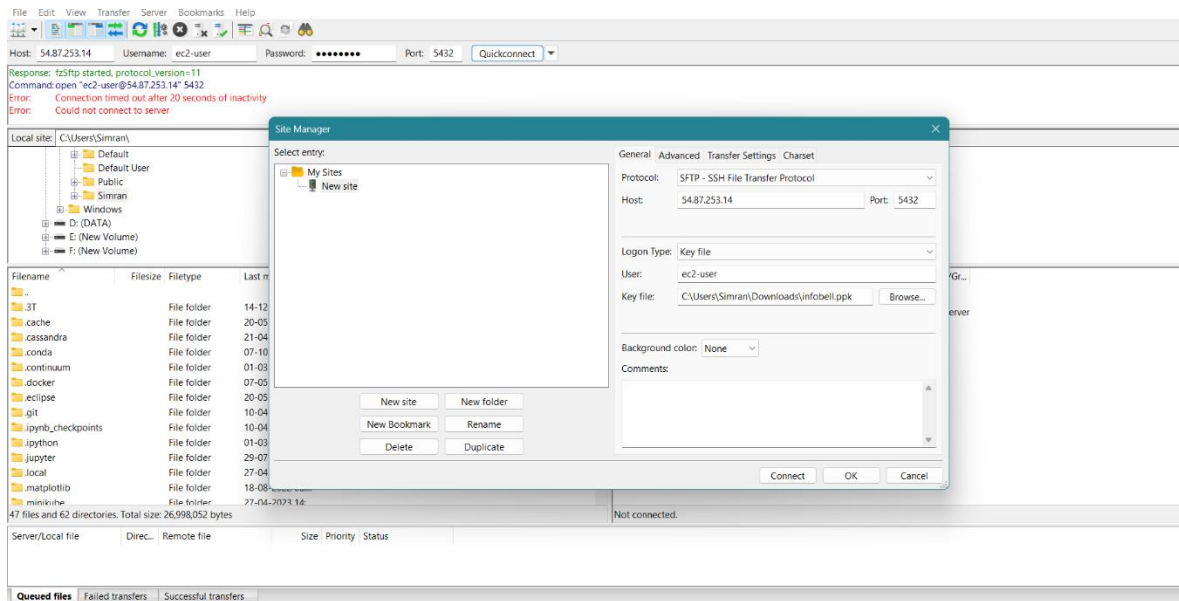 File Edit View Transfer Server Bookmarks Help
Host: 54.87.253.14 Username: ec2-user Password: ●●●●●●●● Port: 5432 Quickconnect
Response: fzSftp started, protocol_version=11
Command: open "ec2-user@54.87.253.14" 5432
Error: Connection timed out after 20 seconds of inactivity
Error: Could not connect to server
Local site: C:\Users\Simran\
Default
Default User
Public
Simran
Windows
D: (DATA)
E: (New Volume)
F: (New Volume)
Filename Filesize Filetype Last m
..
.3T File folder 14-12
.cache File folder 20-05
.cassandra File folder 21-04
.conda File folder 07-10
.continuum File folder 01-03
.docker File folder 07-05
.eclipse File folder 20-05
.git File folder 10-04
.ipynb_checkpoints File folder 10-04
.ipython File folder 01-03
.jupyter File folder 29-07
.local File folder 27-04
.matplotlib File folder
.minikube File folder 27-04-2023 14:
47 files and 62 directories. Total size: 26,998,052 bytes
Site Manager
Select entry:
My Sites
New site
New site New folder
New Bookmark Rename
Delete Duplicate
General Advanced Transfer Settings Charset
Protocol: SFTP - SSH File Transfer Protocol
Host: 54.87.253.14 Port: 5432
Logon Type: Key file
User: ec2-user
Key file: C:\Users\Simran\Downloads\infobell.ppk Browse...
Background color: None
Comments:
Connect OK Cancel
/Gr...
erver
Not connected.
Server/Local file Direc... Remote file Size Priority Status
Queued files Failed transfers Successful transfers